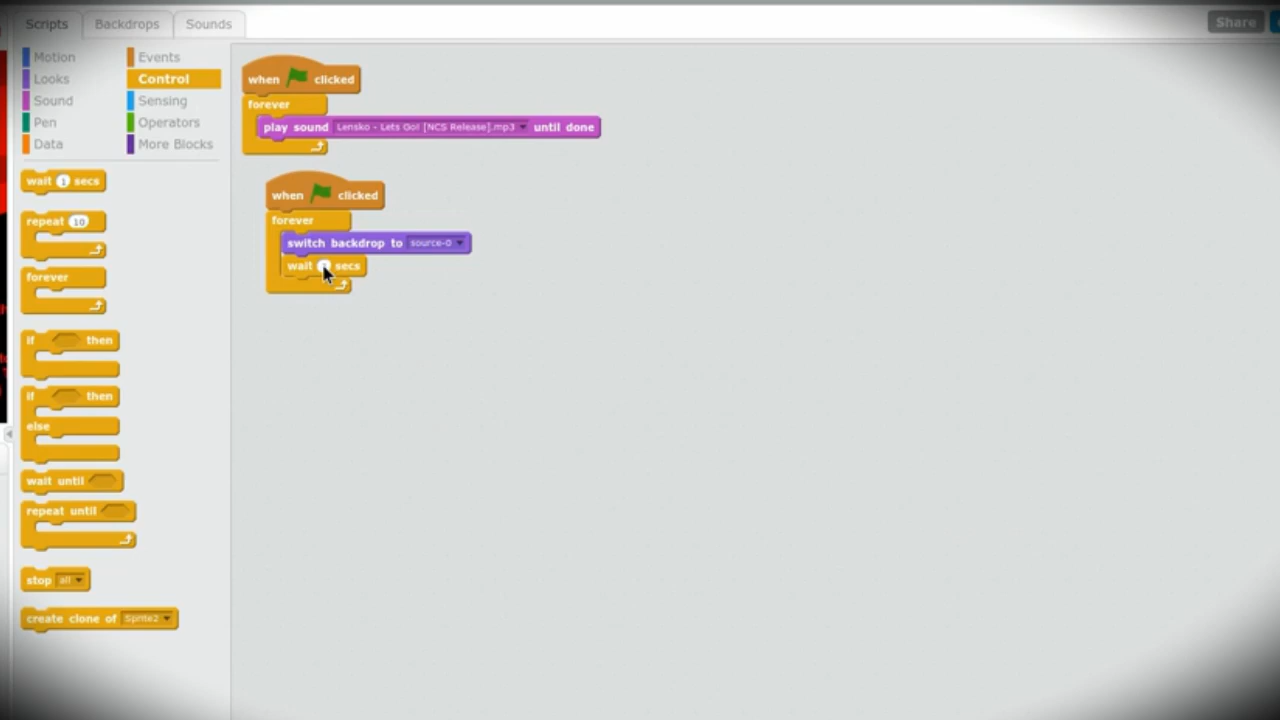 Scripts Backdrops Sounds Share
Motion Events
Looks Control
Sound Sensing
Pen Operators
Data More Blocks
wait 1 secs
repeat 10
forever
if then
if then
else
wait until
repeat until
stop all
create clone of Sprite2
when clicked
forever
play sound Lensko - Lets Go! [NCS Release].mp3 until done
when clicked
forever
switch backdrop to source-0
wait secs